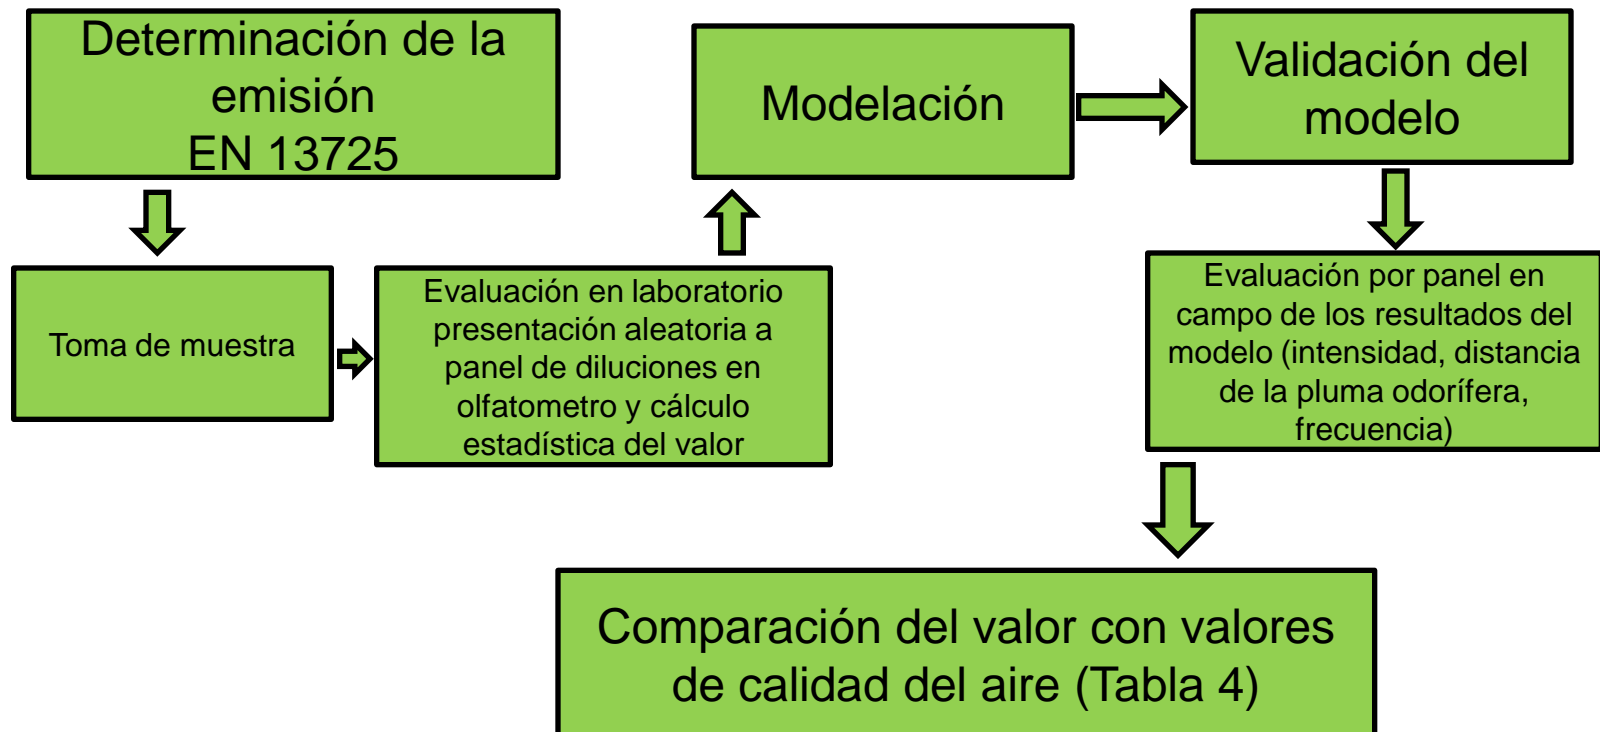 Determinación de la
emisión
EN 13725
Toma de muestra
Evaluación en laboratorio
presentación aleatoria a
panel de diluciones en
olfatometro y cálculo
estadística del valor
Modelación
Validación del
modelo
Evaluación por panel en
campo de los resultados del
modelo (intensidad, distancia
de la pluma odorífera,
frecuencia)
Comparación del valor con valores
de calidad del aire (Tabla 4)